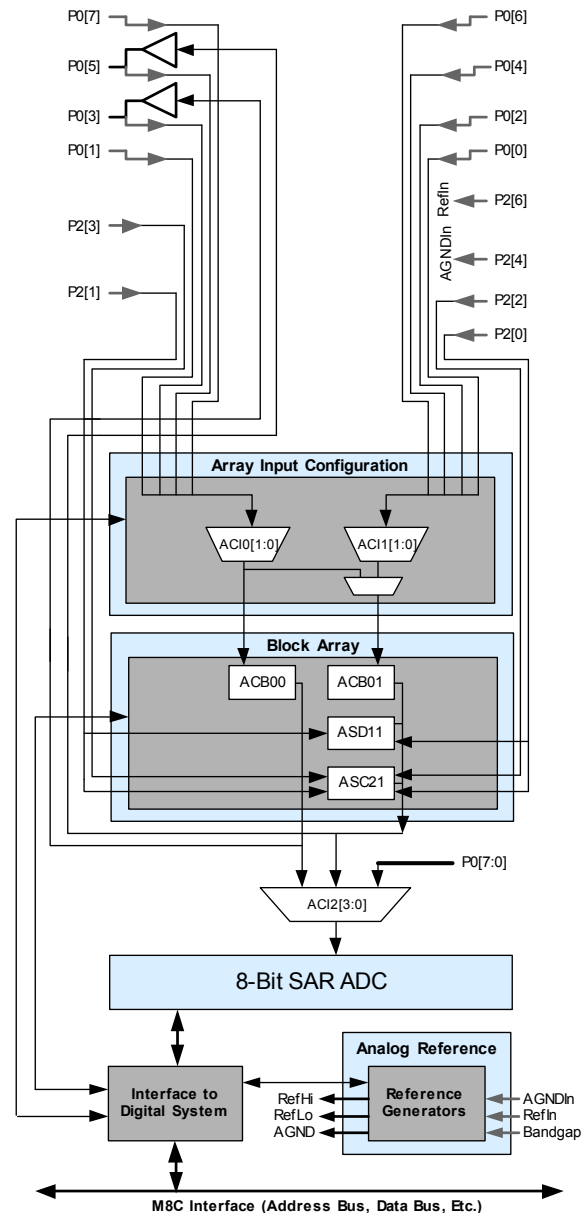 P0[7]
P0[6]
P0[5]
P0[4]
P0[3]
P0[2]
P0[1]
P0[0]
P2[6]
RefIn
P2[3]
AGNDIn
P2[4]
P2[1]
P2[2]
P2[0]
Array Input Configuration
ACI0[1:0]
ACI1[1:0]
Block Array
ACB00
ACB01
ASD11
ASC21
P0[7:0]
ACI2[3:0]
8-Bit SAR ADC
Analog Reference
Interface to
Digital System
RefHi
RefLo
AGND
Reference
Generators
AGNDIn
RefIn
Bandgap
M8C Interface (Address Bus, Data Bus, Etc.)